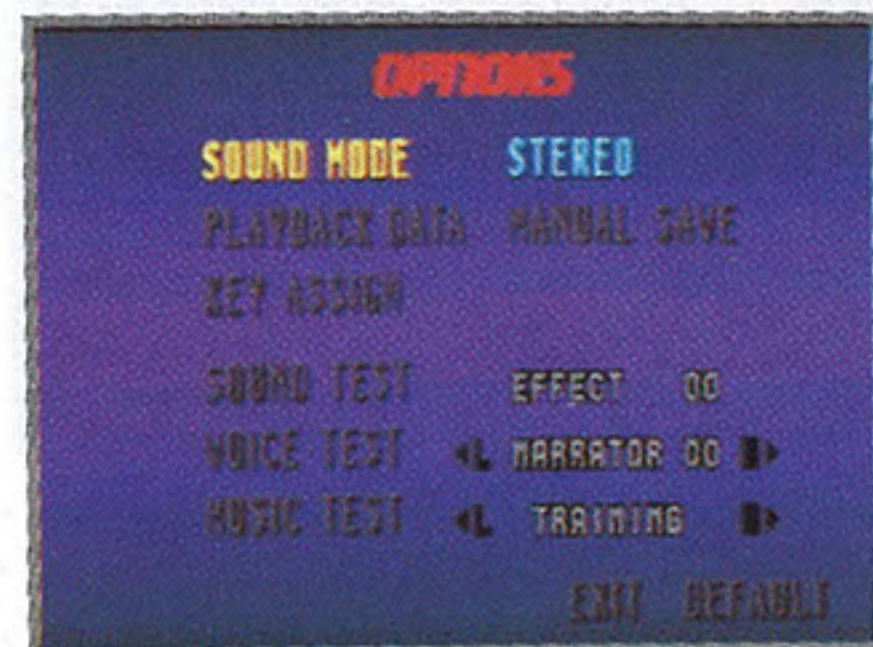 OPTIONS
SOUND MODE STEREO
PLAYBACK DATA MANUAL SAVE
KEY ASSIGN
SOUND TEST EFFECT 00
VOICE TEST L NARRATOR 00 R
MUSIC TEST L TRAINING R
EXIT DEFAULT